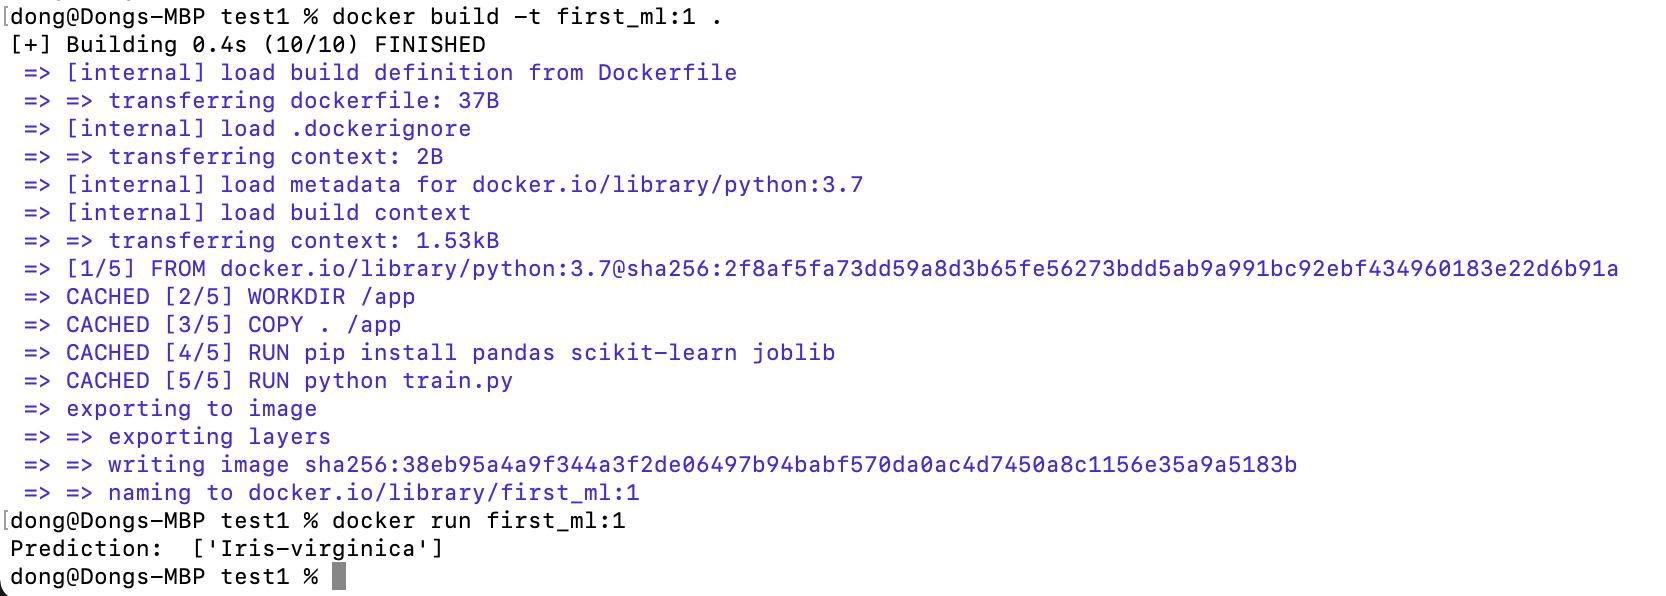 [dong@Dongs-MBP test1 % docker build -t first_ml:1 .
[+] Building 0.4s (10/10) FINISHED
=> [internal] load build definition from Dockerfile
=> => transferring dockerfile: 37B
=> [internal] load .dockerignore
=> => transferring context: 2B
=> [internal] load metadata for docker.io/library/python:3.7
=> [internal] load build context
=> => transferring context: 1.53kB
=> [1/5] FROM docker.io/library/python:3.7@sha256:2f8af5fa73dd59a8d3b65fe56273bdd5ab9a991bc92ebf434960183e22d6b91a
=> CACHED [2/5] WORKDIR /app
=> CACHED [3/5] COPY . /app
=> CACHED [4/5] RUN pip install pandas scikit-learn joblib
=> CACHED [5/5] RUN python train.py
=> exporting to image
=> => exporting layers
=> => writing image sha256:38eb95a4a9f344a3f2de06497b94babf570da0ac4d7450a8c1156e35a9a5183b
=> => naming to docker.io/library/first_ml:1
[dong@Dongs-MBP test1 % docker run first_ml:1
Prediction:  ['Iris-virginica']
dong@Dongs-MBP test1 %